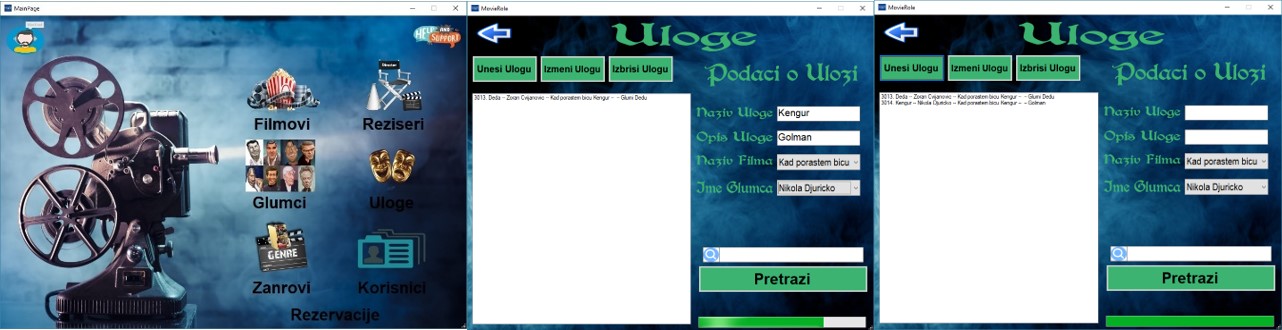 MainPage
HELP AND SUPPORT
Director
Filmovi
Reziseri
Glumci
Uloge
GENRE
Zanrovi
Korisnici
Rezervacije
MovieRole
Uloge
Unesi Ulogu
Izmeni Ulogu
Izbrisi Ulogu
Podaci o Ulozi
3013. Deda -- Zoran Cvijanovic -- Kad porastem bicu Kengur -- -- Glumi Dedu
Naziv Uloge
Kengur
Opis Uloge
Golman
Naziv Filma
Kad porastem bicu
Ime Glumca
Nikola Djuricko
Pretrazi
MovieRole
Uloge
Unesi Ulogu
Izmeni Ulogu
Izbrisi Ulogu
Podaci o Ulozi
3013. Deda -- Zoran Cvijanovic -- Kad porastem bicu Kengur -- -- Glumi Dedu
3014. Kengur -- Nikola Djuricko -- Kad porastem bicu Kengur -- -- Golman
Naziv Uloge
Opis Uloge
Naziv Filma
Kad porastem bicu
Ime Glumca
Nikola Djuricko
Pretrazi